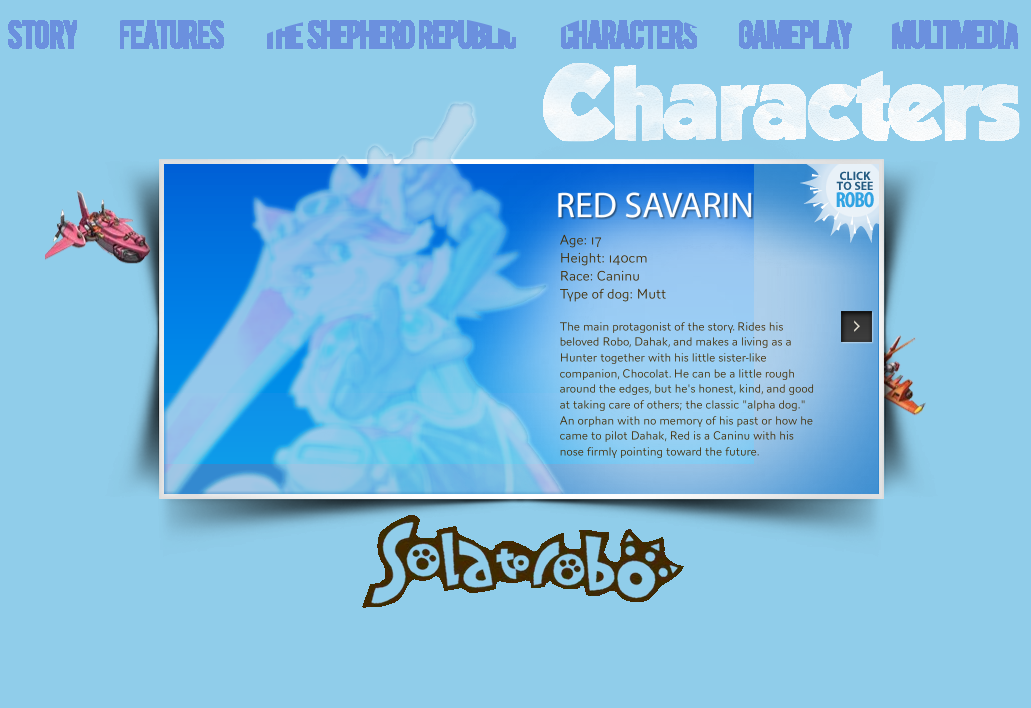 STORY FEATURES THE SHEPHERD REPUBLIC CHARACTERS GAMEPLAY MULTIMEDIA
Characters
CLICK
TO SEE
ROBO
RED SAVARIN
Age: 17
Height: 140cm
Race: Caninu
Type of dog: Mutt
The main protagonist of the story. Rides his
beloved Robo, Dahak, and makes a living as a
Hunter together with his little sister-like
companion, Chocolat. He can be a little rough
around the edges, but he's honest, kind, and good
at taking care of others; the classic "alpha dog."
An orphan with no memory of his past or how he
came to pilot Dahak, Red is a Caninu with his
nose firmly pointing toward the future.
Solatorobo